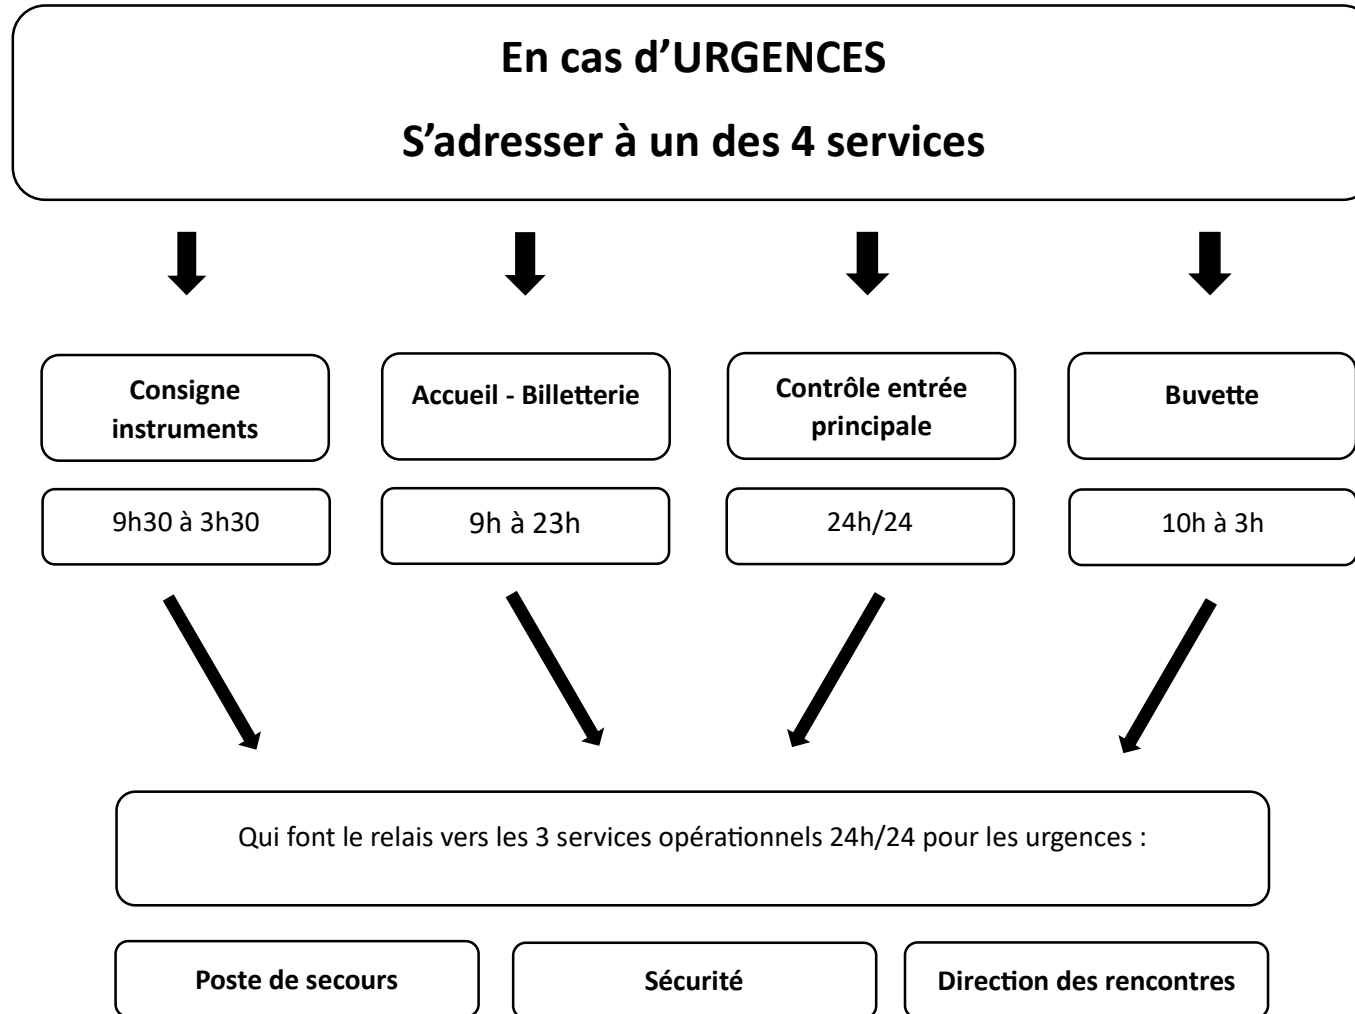 En cas d’URGENCES
S’adresser à un des 4 services
Consigne
instruments
Accueil - Billetterie
Contrôle entrée
principale
Buvette
9h30 à 3h30
9h à 23h
24h/24
10h à 3h
Qui font le relais vers les 3 services opérationnels 24h/24 pour les urgences :
Poste de secours
Sécurité
Direction des rencontres